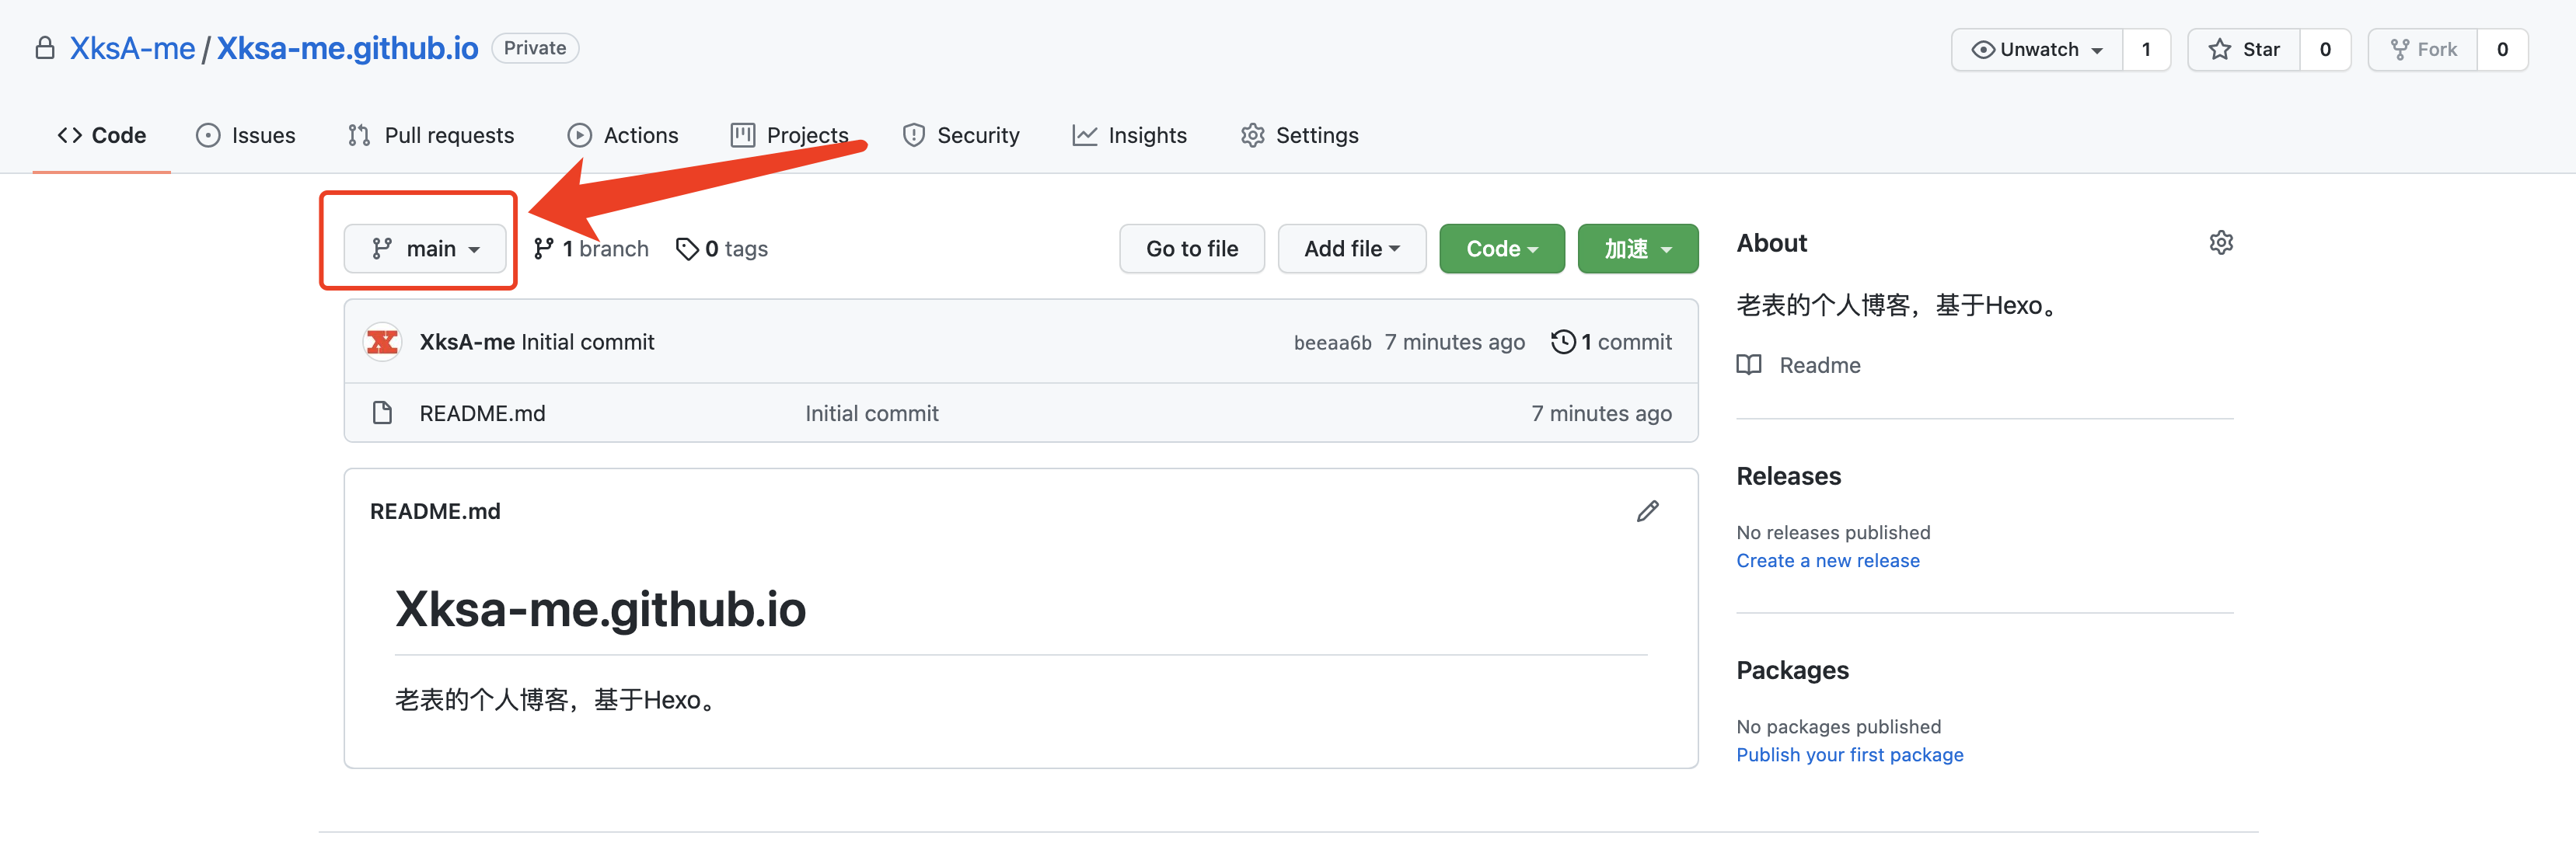 XksA-me / Xksa-me.github.io Private
Unwatch 1 Star 0 Fork 0
Code Issues Pull requests Actions Projects Security Insights Settings
main 1 branch 0 tags
Go to file Add file Code 加速
XksA-me Initial commit beeaa6b 7 minutes ago 1 commit
README.md Initial commit 7 minutes ago
README.md
Xksa-me.github.io
老表的个人博客，基于Hexo。
About
老表的个人博客，基于Hexo。
Readme
Releases
No releases published
Create a new release
Packages
No packages published
Publish your first package